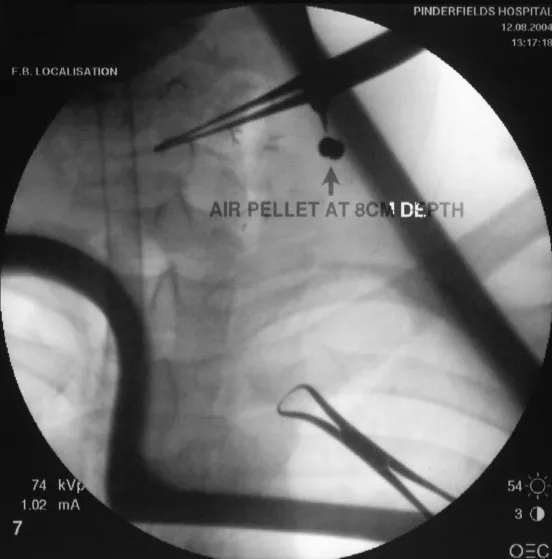 PINDERFIELDS HOSPITAL
12.08.2004
13:17:18
F.B. LOCALISATION
AIR PELLET AT 8CM DEPTH
74 kVp
1.02 mA
7
54
3
OEC